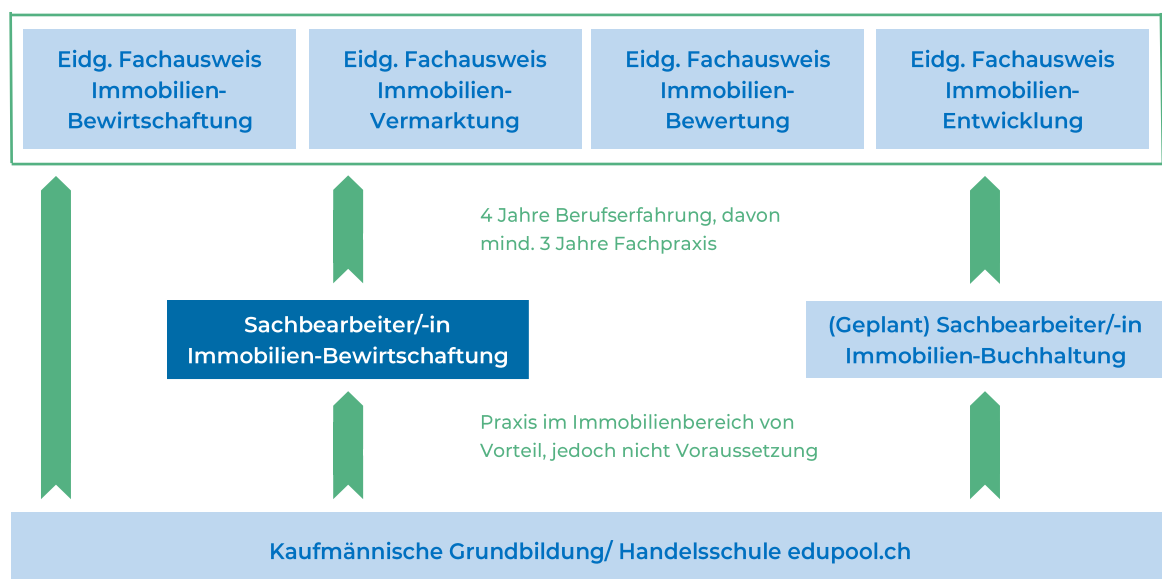 Eidg. Fachausweis
Immobilien-
Bewirtschaftung
Eidg. Fachausweis
Immobilien-
Vermarktung
Eidg. Fachausweis
Immobilien-
Bewertung
Eidg. Fachausweis
Immobilien-
Entwicklung
4 Jahre Berufserfahrung, davon
mind. 3 Jahre Fachpraxis
Sachbearbeiter/-in
Immobilien-Bewirtschaftung
(Geplant) Sachbearbeiter/-in
Immobilien-Buchhaltung
Praxis im Immobilienbereich von
Vorteil, jedoch nicht Voraussetzung
Kaufmännische Grundbildung/ Handelsschule edupool.ch